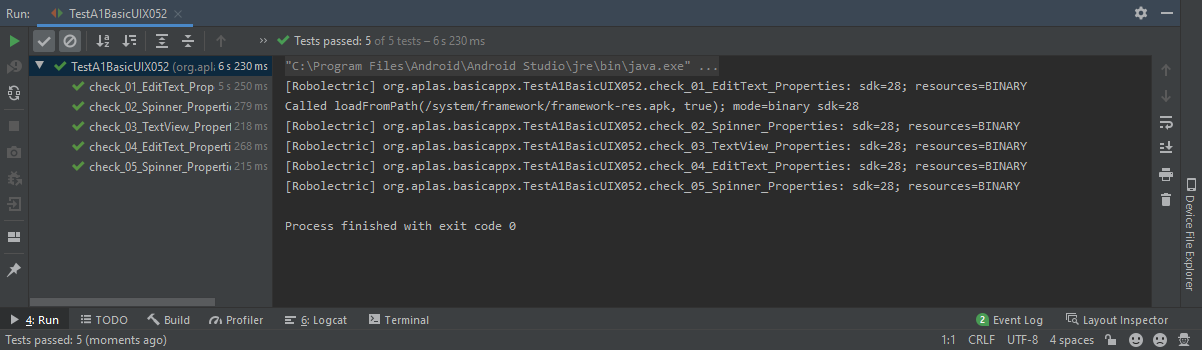 Run: TestA1BasicUIX052
Tests passed: 5 of 5 tests – 6 s 230 ms
TestA1BasicUIX052 (org.apl 6 s 230 ms
check_01_EditText_Prop 5 s 250 ms
check_02_Spinner_Properti 279 ms
check_03_TextView_Propert 218 ms
check_04_EditText_Properti 268 ms
check_05_Spinner_Properti 215 ms
"C:\Program Files\Android\Android Studio\jre\bin\java.exe" ...
[Robolectric] org.aplas.basicappx.TestA1BasicUIX052.check_01_EditText_Properties: sdk=28; resources=BINARY
Called loadFromPath(/system/framework/framework-res.apk, true); mode=binary sdk=28
[Robolectric] org.aplas.basicappx.TestA1BasicUIX052.check_02_Spinner_Properties: sdk=28; resources=BINARY
[Robolectric] org.aplas.basicappx.TestA1BasicUIX052.check_03_TextView_Properties: sdk=28; resources=BINARY
[Robolectric] org.aplas.basicappx.TestA1BasicUIX052.check_04_EditText_Properties: sdk=28; resources=BINARY
[Robolectric] org.aplas.basicappx.TestA1BasicUIX052.check_05_Spinner_Properties: sdk=28; resources=BINARY
Process finished with exit code 0
Device File Explorer
4: Run TODO Build Profiler 6: Logcat Terminal 2 Event Log Layout Inspector
Tests passed: 5 (moments ago) 1:1 CRLF UTF-8 4 spaces